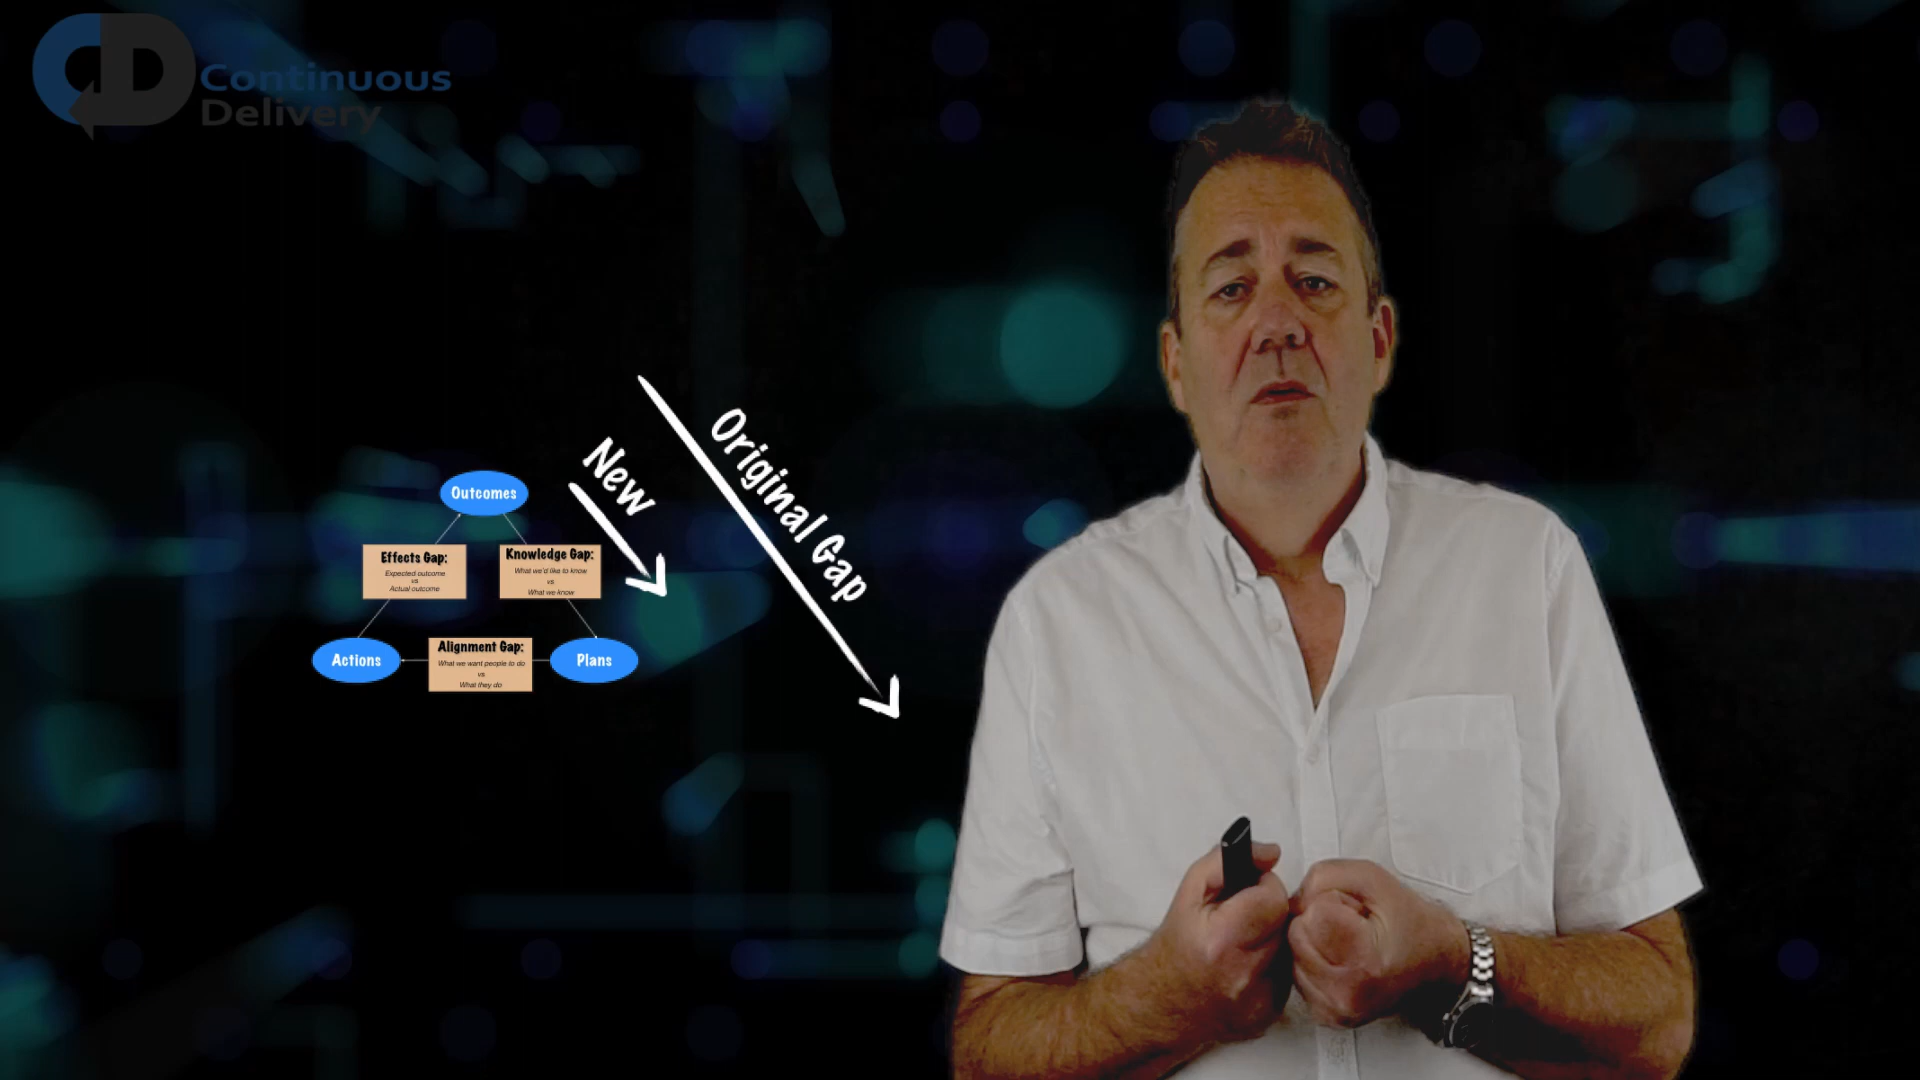 Continuous
Delivery
Original Gap
New
Outcomes
Effects Gap:
Expected outcome
vs
Actual outcome
Knowledge Gap:
What we'd like to know
vs
What we know
Actions
Alignment Gap:
What we want people to do
vs
What they do
Plans